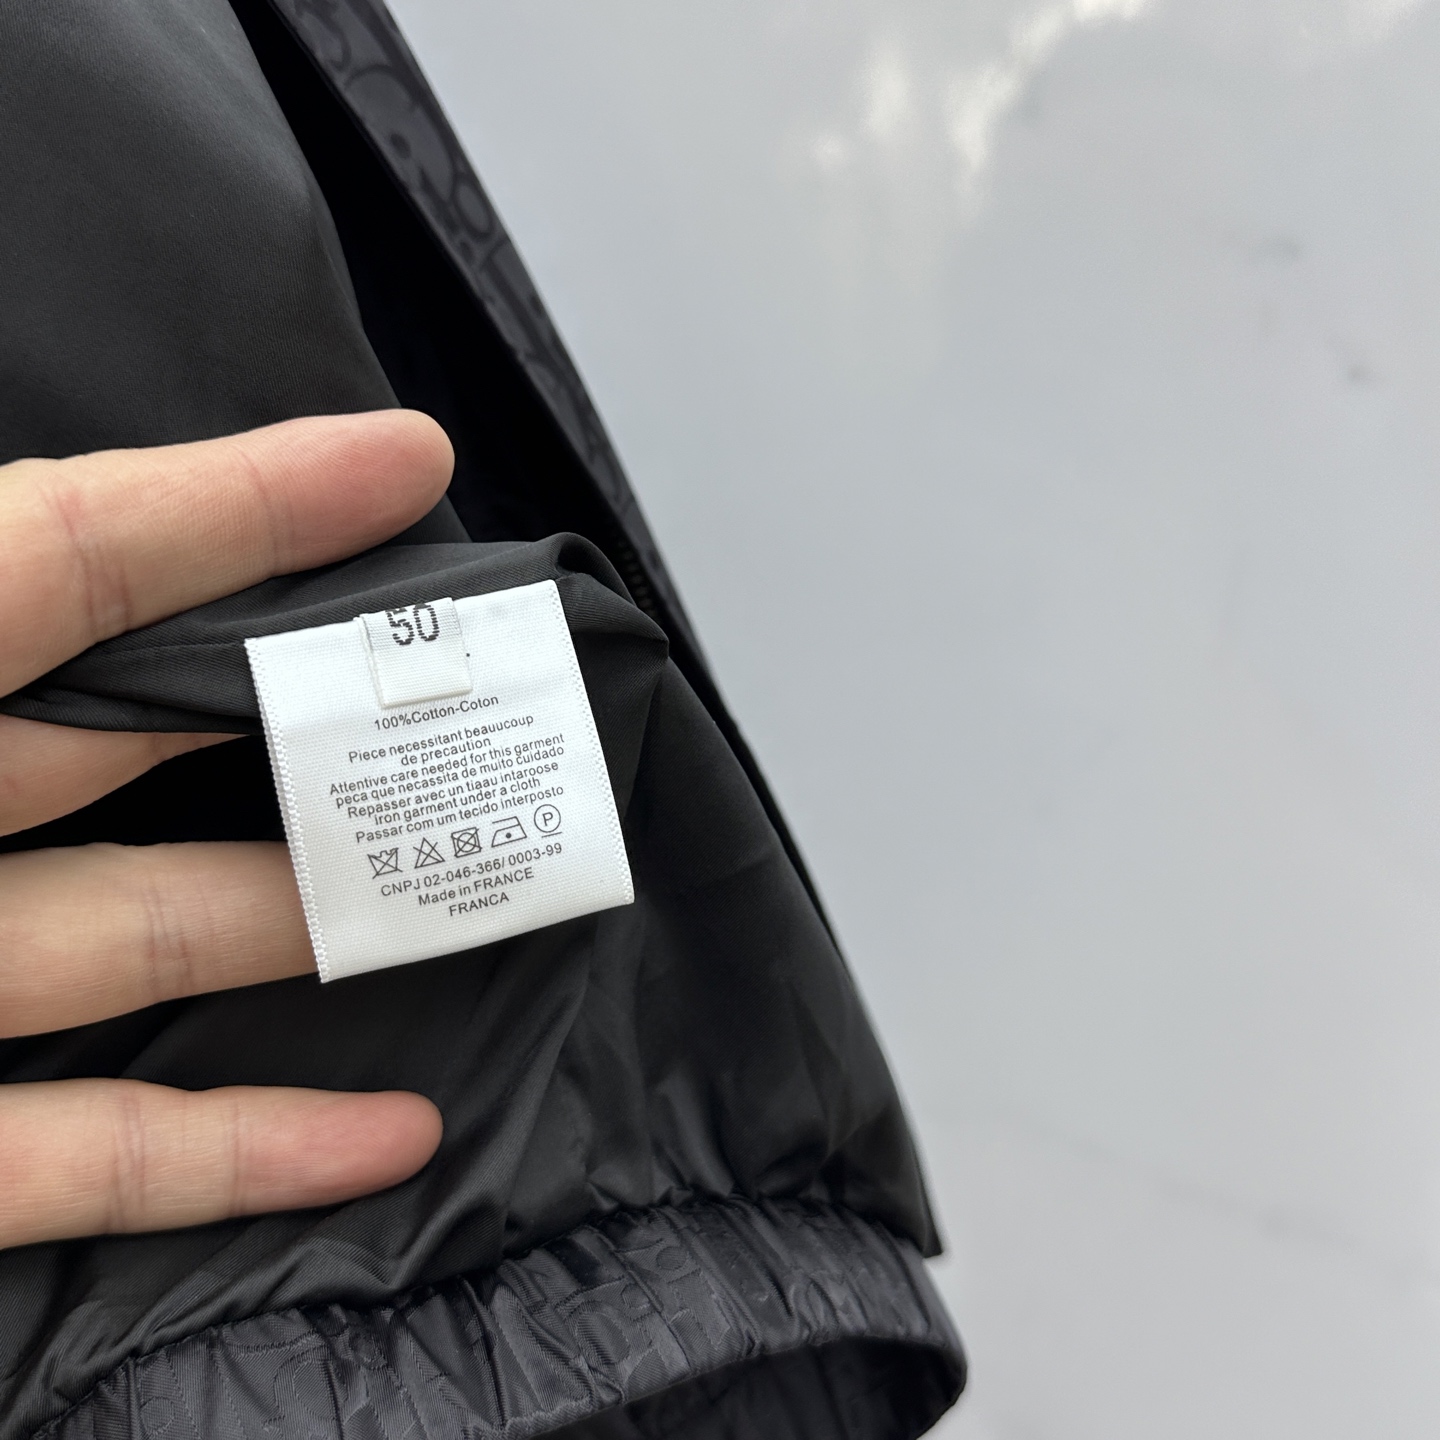 50
100%Cotton-Coton
Piece necessitant beauucoup
de precaution
Attentive care needed for this garment
peca que necassita de muito cuidado
Repasser avec un tiaau intaroose
Iron garment under a cloth
Passar com um tecido interposto
P
CNPJ 02-046-366/ 0003-99
Made in FRANCE
FRANCA